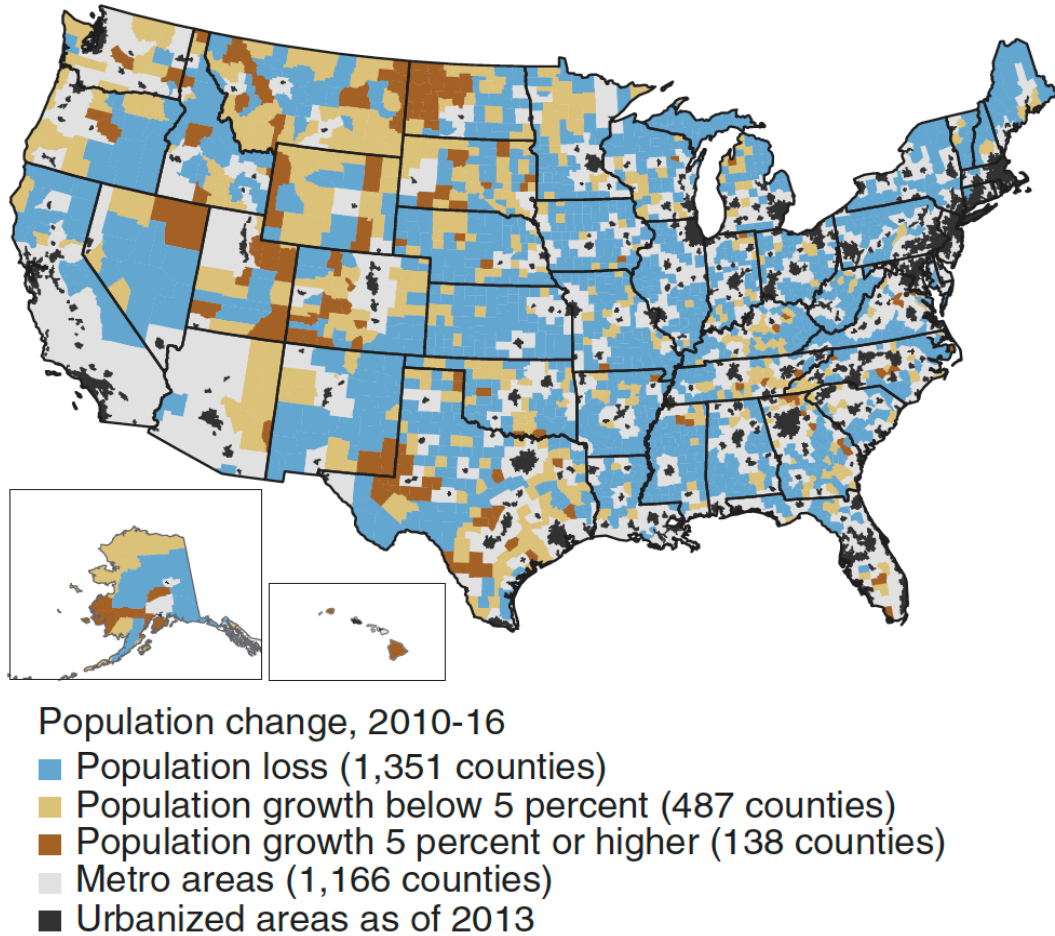 Population change, 2010-16
Population loss (1,351 counties)
Population growth below 5 percent (487 counties)
Population growth 5 percent or higher (138 counties)
Metro areas (1,166 counties)
Urbanized areas as of 2013